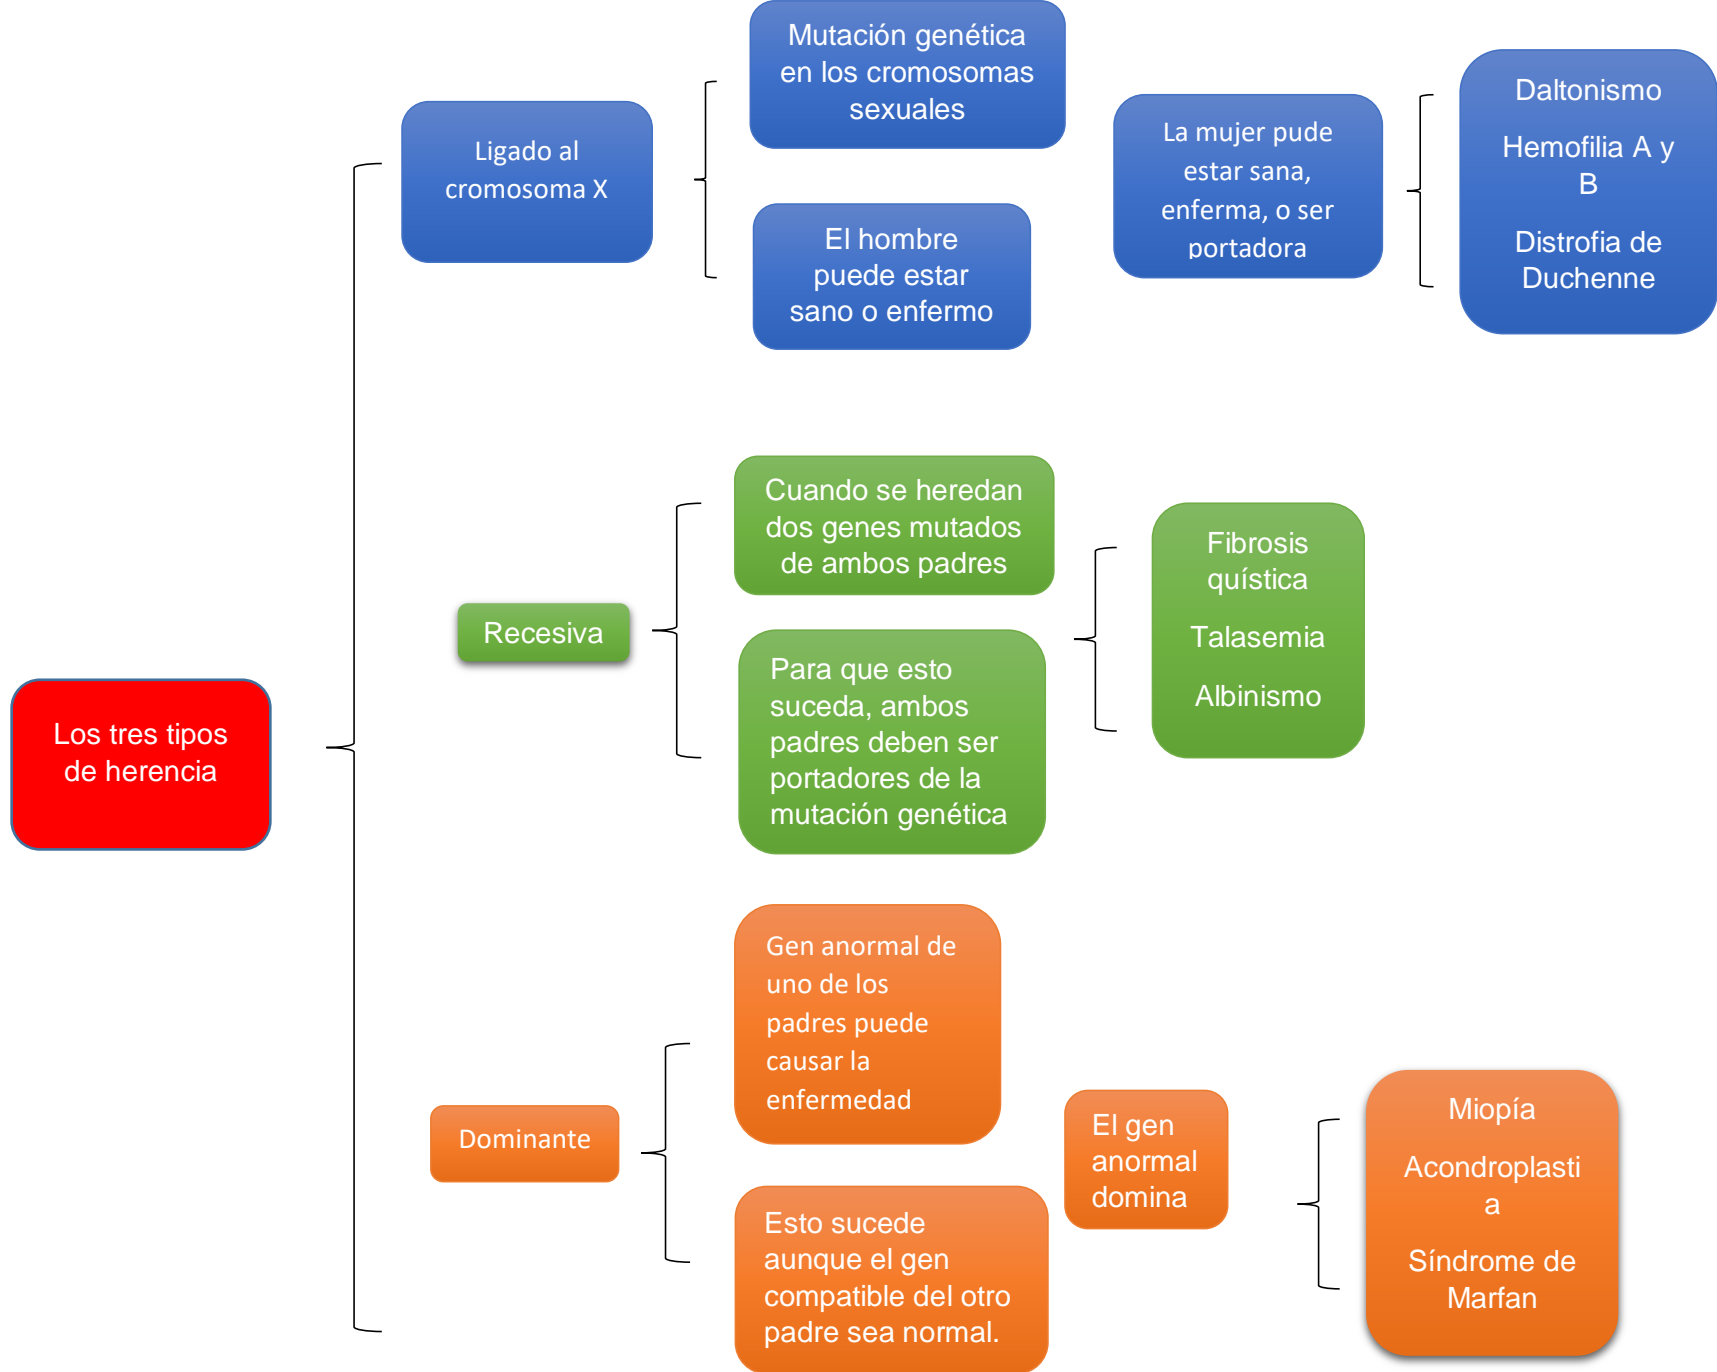 Los tres tipos
de herencia
Ligado al
cromosoma X
Mutación genética
en los cromosomas
sexuales
El hombre
puede estar
sano o enfermo
La mujer pude
estar sana,
enferma, o ser
portadora
Daltonismo
Hemofilia A y
B
Distrofia de
Duchenne
Recesiva
Cuando se heredan
dos genes mutados
de ambos padres
Para que esto
suceda, ambos
padres deben ser
portadores de la
mutación genética
Fibrosis
quística
Talasemia
Albinismo
Dominante
Gen anormal de
uno de los
padres puede
causar la
enfermedad
Esto sucede
aunque el gen
compatible del otro
padre sea normal.
El gen
anormal
domina
Miopía
Acondroplasti
a
Síndrome de
Marfan